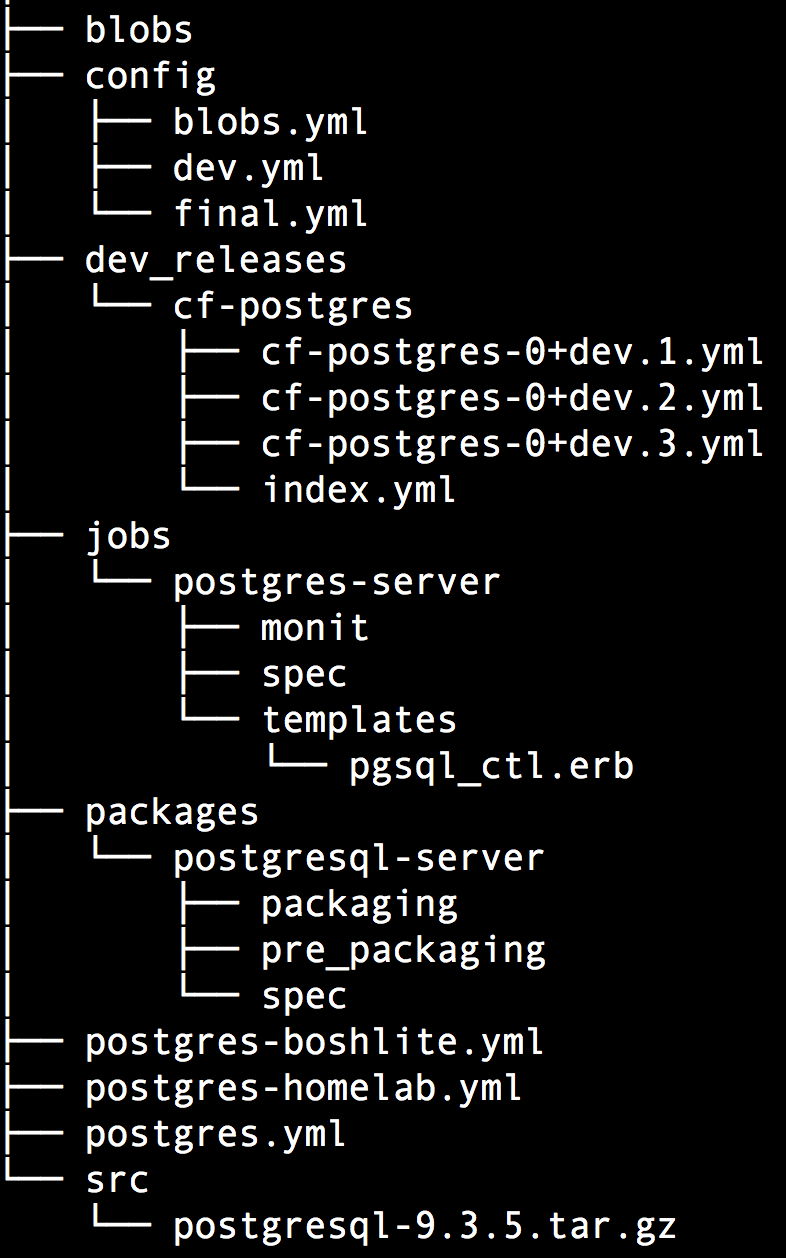 ├── blobs
├── config
│   ├── blobs.yml
│   ├── dev.yml
│   └── final.yml
├── dev_releases
│   └── cf-postgres
│       ├── cf-postgres-0+dev.1.yml
│       ├── cf-postgres-0+dev.2.yml
│       ├── cf-postgres-0+dev.3.yml
│       └── index.yml
├── jobs
│   └── postgres-server
│       ├── monit
│       ├── spec
│       └── templates
│           └── pgsql_ctl.erb
├── packages
│   └── postgresql-server
│       ├── packaging
│       ├── pre_packaging
│       └── spec
├── postgres-boshlite.yml
├── postgres-homelab.yml
├── postgres.yml
└── src
    └── postgresql-9.3.5.tar.gz